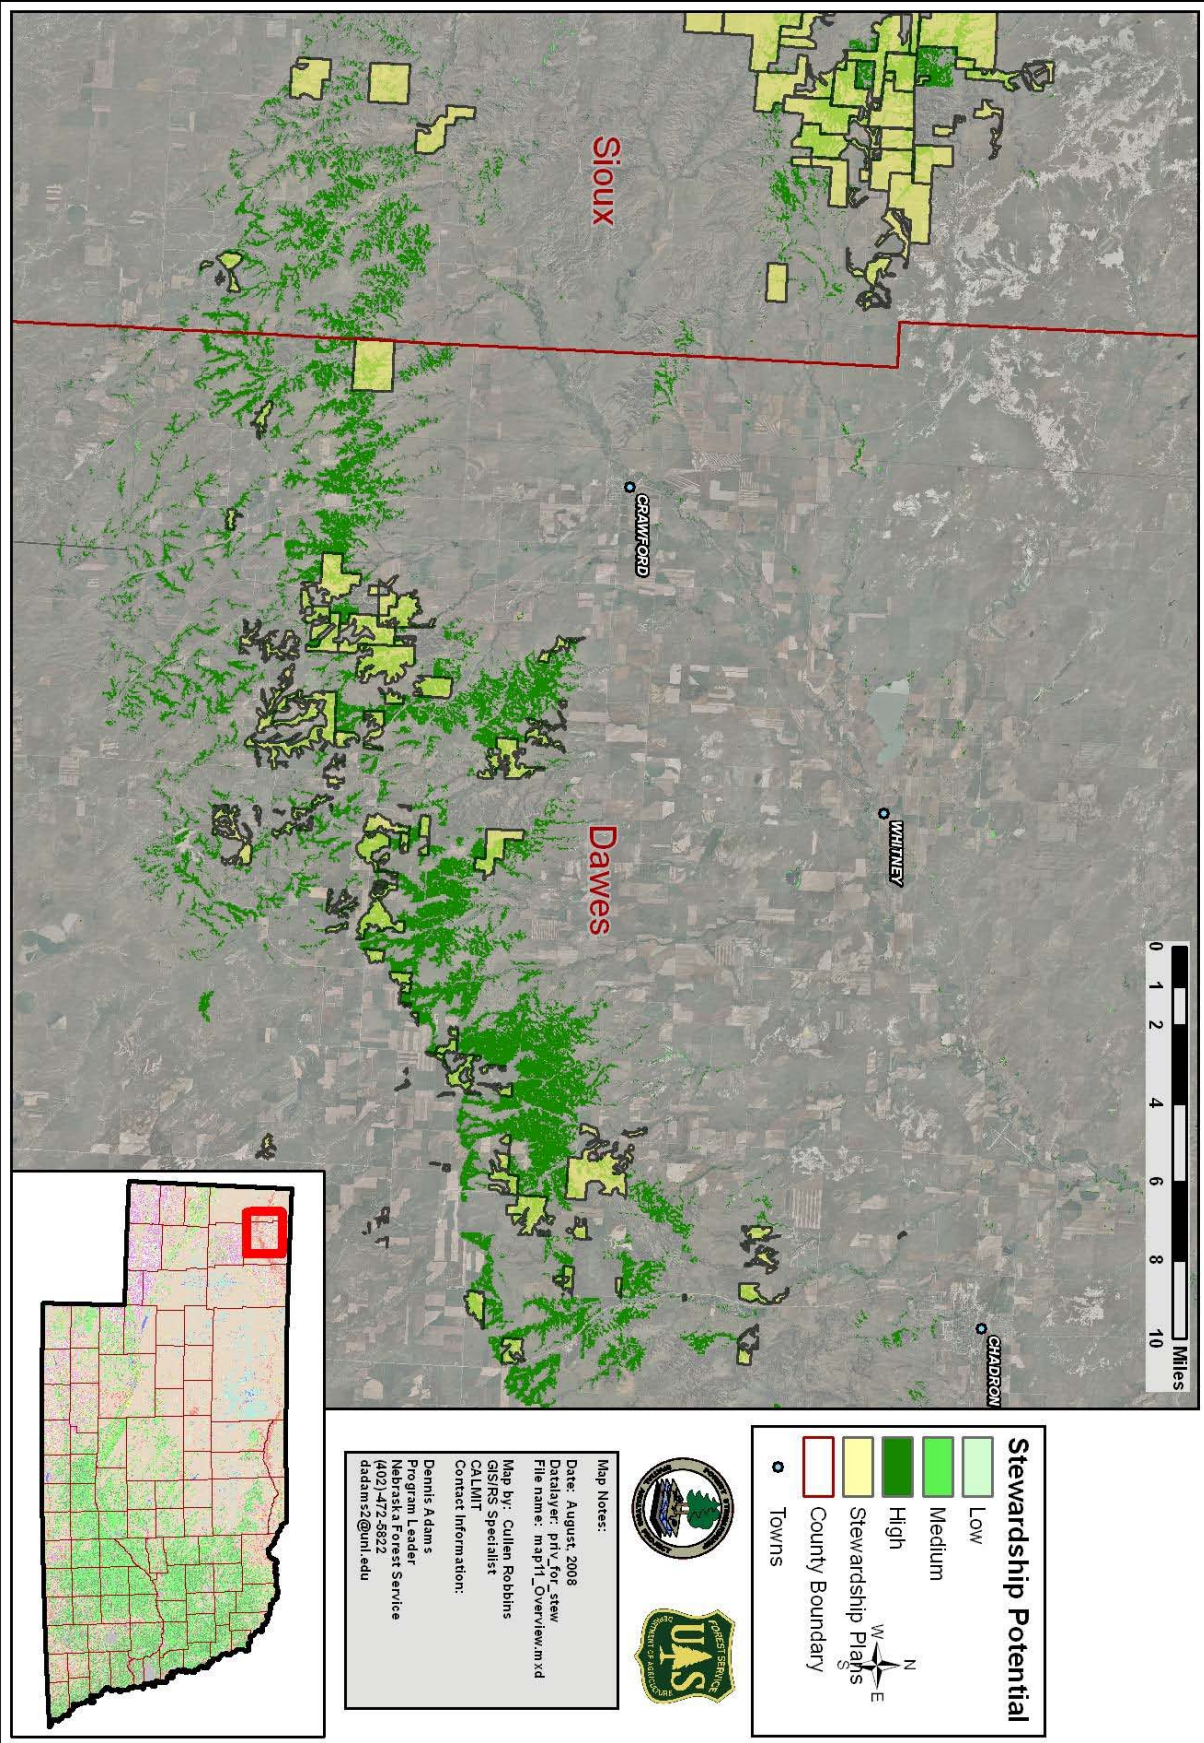 Sioux
Dawes
CRAWFORD
WHITNEY
CHADRON
0 1 2 4 6 8 10
Miles
Stewardship Potential
Low
Medium
High
Stewardship Plans
County Boundary
Towns
N
W
E
S
FOREST SERVICE
U S
DEPARTMENT OF AGRICULTURE
Map Notes:
Date: August, 2008
Datalayer: priv_for_stew
File name: map11_Overview.mxd
Map by: Cullen Robbins
GIS/RS Specialist
CALMIT
Contact Information:
Dennis Adams
Program Leader
Nebraska Forest Service
(402)-472-5822
dadams2@unl.edu